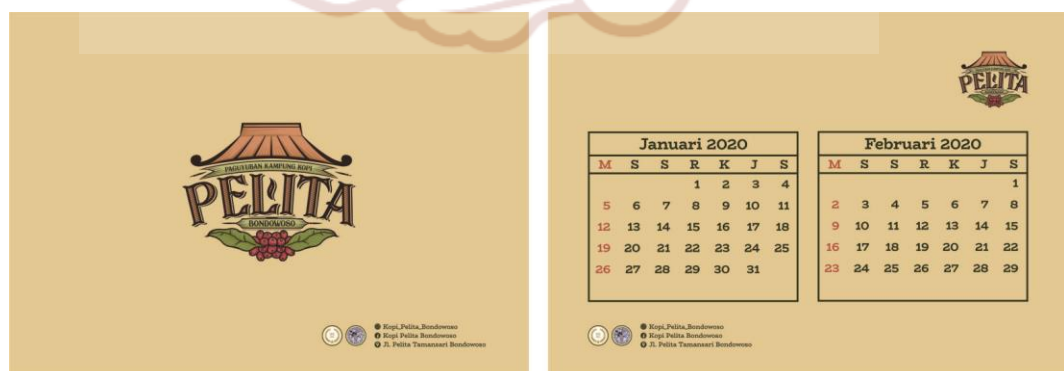 PAGUYUBAN KAMPUNG KOPI
PELITA
BONDOWOSO
Kopi_Pelita_Bondowoso
Kopi Pelita Bondowoso
Jl. Pelita Tamansari Bondowoso
PELITA
Januari 2020
M S S R K J S
1 2 3 4
5 6 7 8 9 10 11
12 13 14 15 16 17 18
19 20 21 22 23 24 25
26 27 28 29 30 31
Februari 2020
M S S R K J S
1
2 3 4 5 6 7 8
9 10 11 12 13 14 15
16 17 18 19 20 21 22
23 24 25 26 27 28 29
Kopi_Pelita_Bondowoso
Kopi Pelita Bondowoso
Jl. Pelita Tamansari Bondowoso